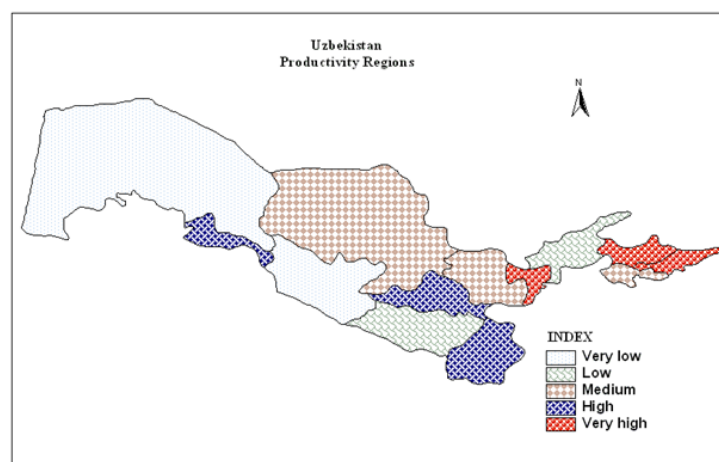 Uzbekistan
Productivity Regions
N
INDEX
Very low
Low
Medium
High
Very high